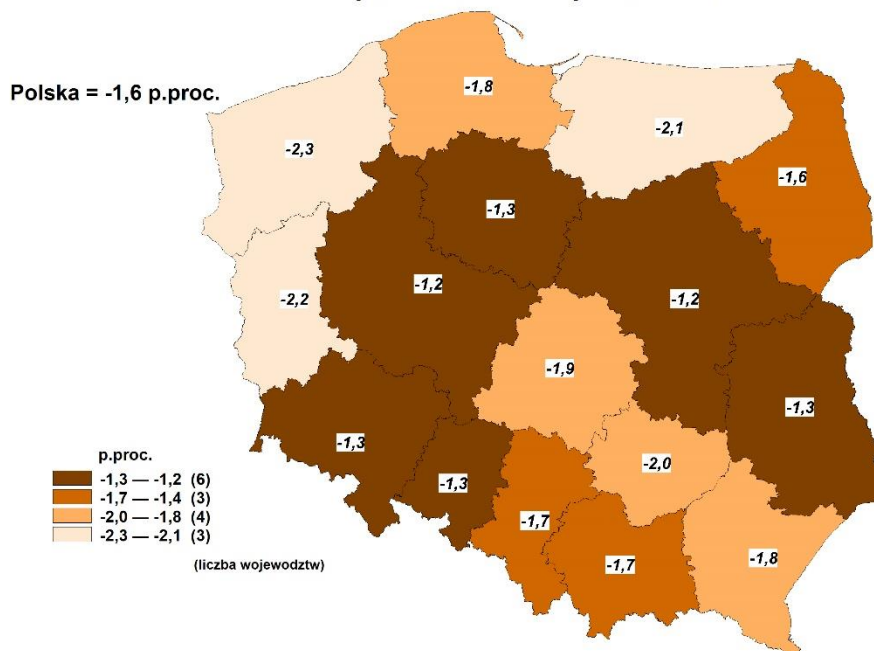 Polska = -1,6 p.proc.
-1,8
-2,1
-2,3
-1,6
-1,3
-1,2
-1,2
-2,2
-1,9
-1,3
-1,3
-2,0
-1,3
-1,7
-1,8
-1,7
p.proc.
-1,3 — -1,2 (6)
-1,7 — -1,4 (3)
-2,0 — -1,8 (4)
-2,3 — -2,1 (3)
(liczba wojewodztw)